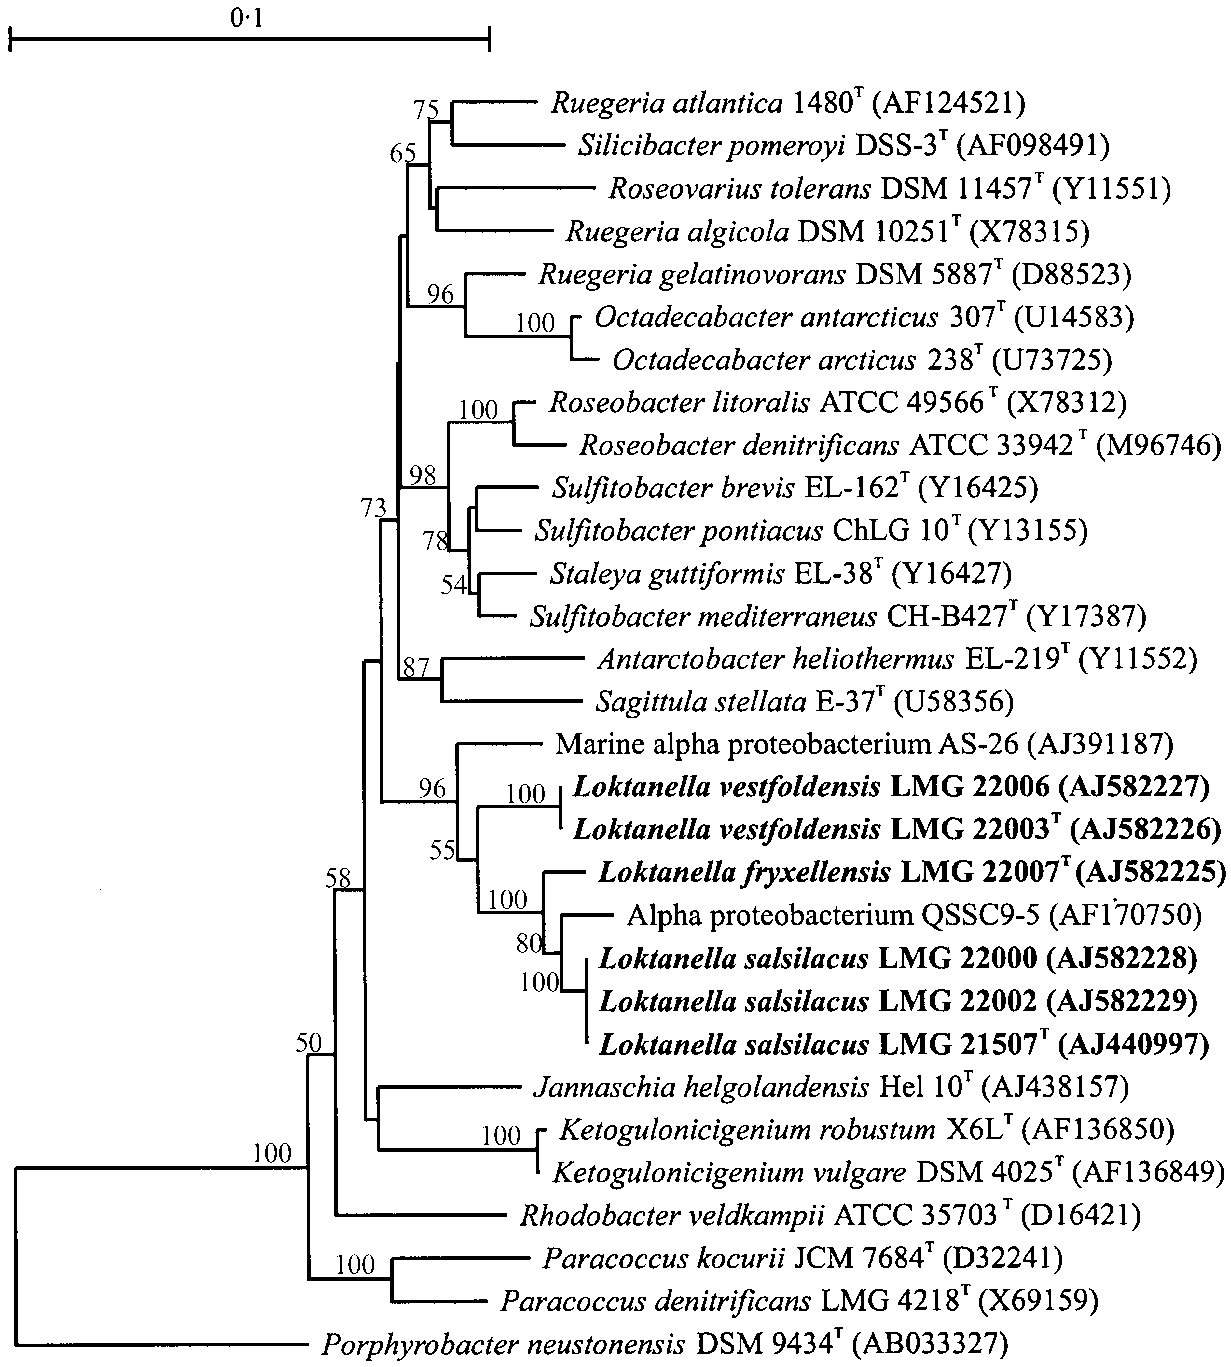 0·1
75
Ruegeria atlantica 1480ᵀ (AF124521)
Silicibacter pomeroyi DSS-3ᵀ (AF098491)
65
Roseovarius tolerans DSM 11457ᵀ (Y11551)
Ruegeria algicola DSM 10251ᵀ (X78315)
Ruegeria gelatinovorans DSM 5887ᵀ (D88523)
96
100
Octadecabacter antarcticus 307ᵀ (U14583)
Octadecabacter arcticus 238ᵀ (U73725)
100
Roseobacter litoralis ATCC 49566ᵀ (X78312)
Roseobacter denitrificans ATCC 33942ᵀ (M96746)
98
Sulfitobacter brevis EL-162ᵀ (Y16425)
73
Sulfitobacter pontiacus ChLG 10ᵀ (Y13155)
78
Staleya guttiformis EL-38ᵀ (Y16427)
54
Sulfitobacter mediterraneus CH-B427ᵀ (Y17387)
Antarctobacter heliothermus EL-219ᵀ (Y11552)
87
Sagittula stellata E-37ᵀ (U58356)
Marine alpha proteobacterium AS-26 (AJ391187)
96
100
Loktanella vestfoldensis LMG 22006 (AJ582227)
Loktanella vestfoldensis LMG 22003ᵀ (AJ582226)
55
Loktanella fryxellensis LMG 22007ᵀ (AJ582225)
58
100
Alpha proteobacterium QSSC9-5 (AF170750)
80
Loktanella salsilacus LMG 22000 (AJ582228)
100
Loktanella salsilacus LMG 22002 (AJ582229)
Loktanella salsilacus LMG 21507ᵀ (AJ440997)
50
Jannaschia helgolandensis Hel 10ᵀ (AJ438157)
100
Ketogulonicigenium robustum X6Lᵀ (AF136850)
100
Ketogulonicigenium vulgare DSM 4025ᵀ (AF136849)
Rhodobacter veldkampii ATCC 35703ᵀ (D16421)
100
Paracoccus kocurii JCM 7684ᵀ (D32241)
Paracoccus denitrificans LMG 4218ᵀ (X69159)
Porphyrobacter neustonensis DSM 9434ᵀ (AB033327)